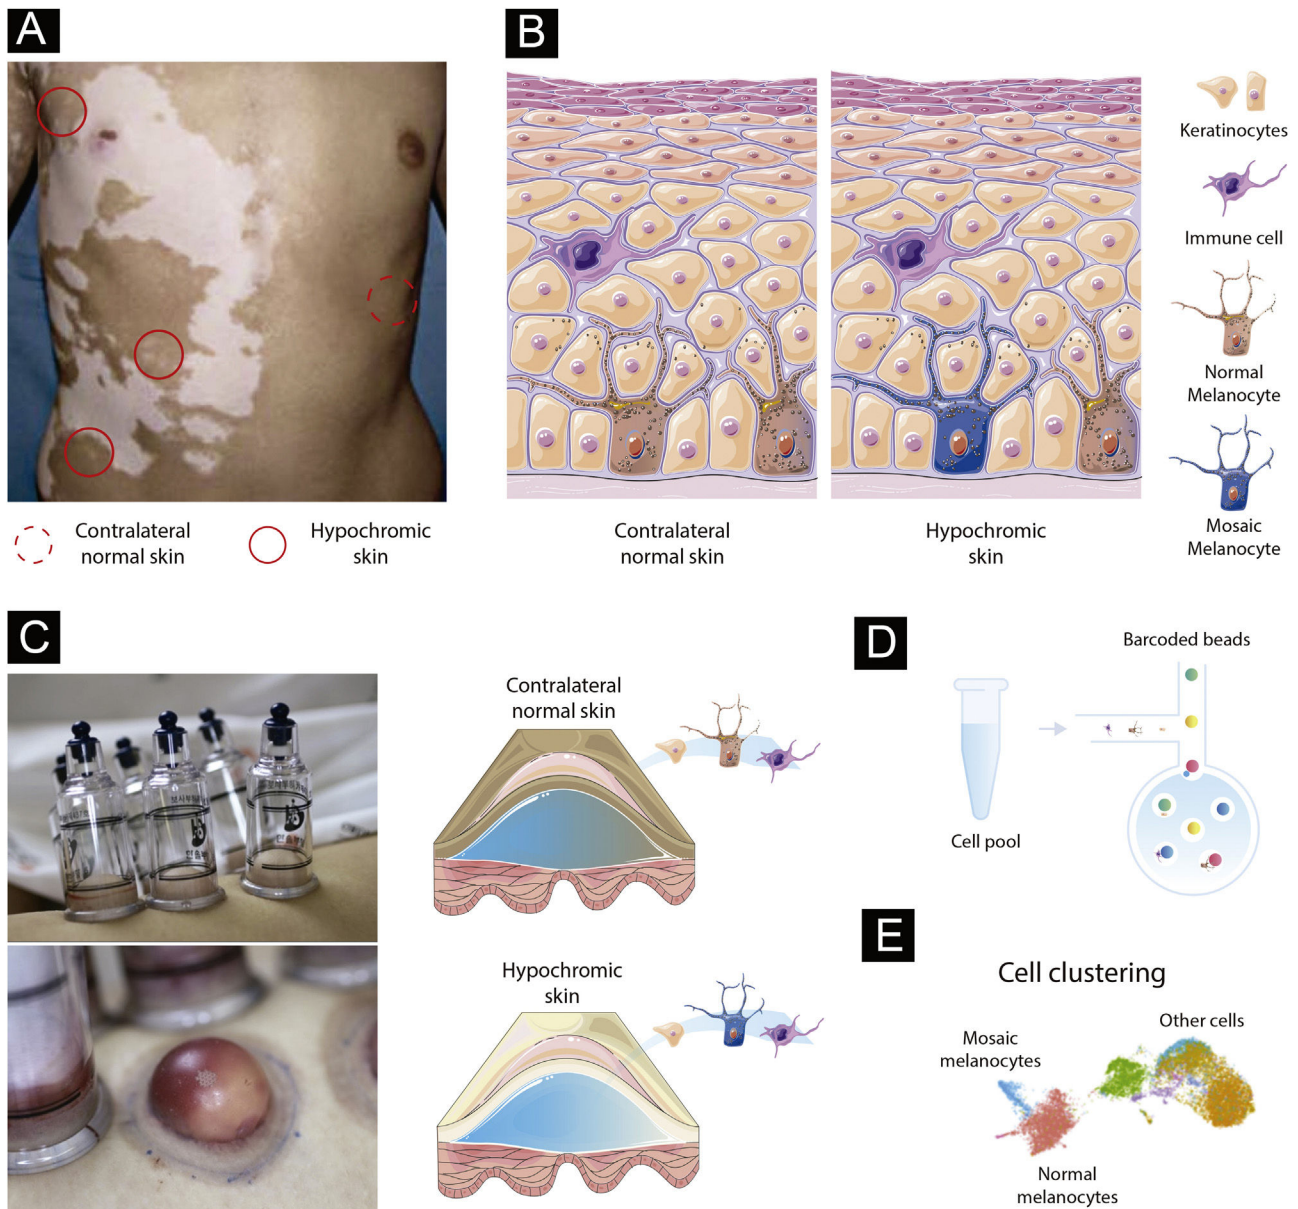 A
B
Keratinocytes
Immune cell
Normal
Melanocyte
Mosaic
Melanocyte
Contralateral
normal skin
Hypochromic
skin
Contralateral
normal skin
Hypochromic
skin
C
Contralateral
normal skin
Hypochromic
skin
D
Barcoded beads
Cell pool
E
Cell clustering
Mosaic
melanocytes
Other cells
Normal
melanocytes